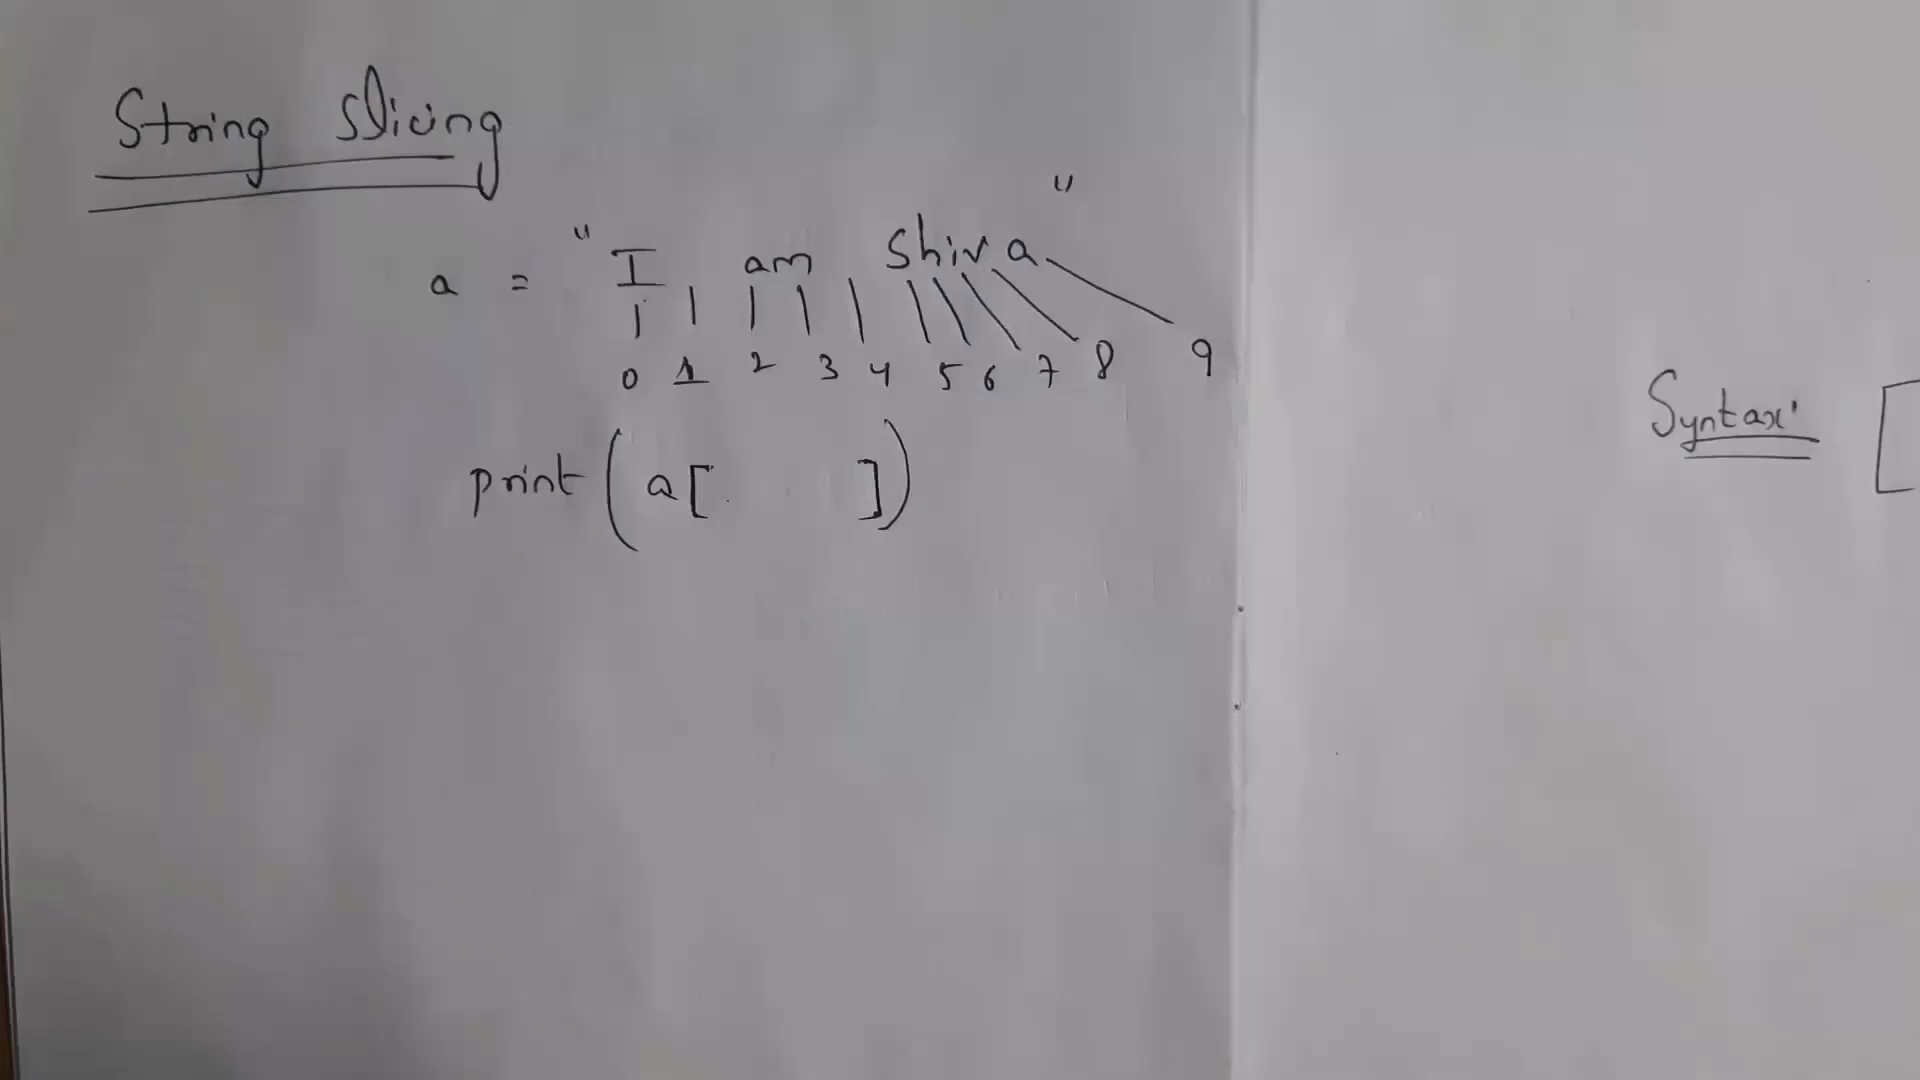 String Slicing
a = "I am Shiva"
0 1 2 3 4 5 6 7 8 9
print(a[ ])
Syntax: [